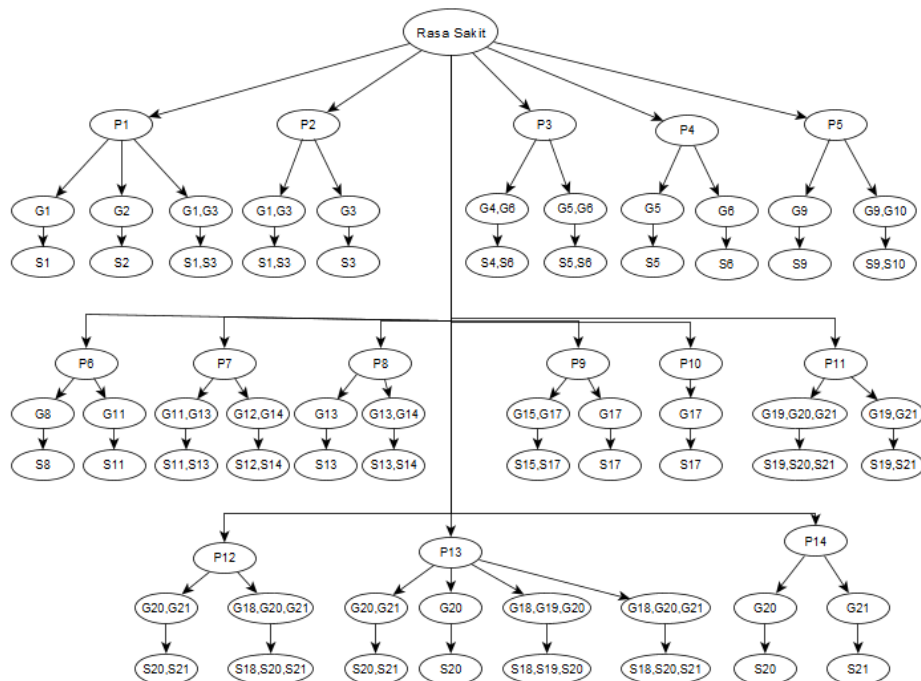 Rasa Sakit
P1 P2 P3 P4 P5
G1 G2 G1,G3 G1,G3 G3 G4,G6 G5,G6 G5 G6 G9 G9,G10
S1 S2 S1,S3 S1,S3 S3 S4,S6 S5,S6 S5 S6 S9 S9,S10
P6 P7 P8 P9 P10 P11
G8 G11 G11,G13 G12,G14 G13 G13,G14 G15,G17 G17 G17 G19,G20,G21 G19,G21
S8 S11 S11,S13 S12,S14 S13 S13,S14 S15,S17 S17 S17 S19,S20,S21 S19,S21
P12 P13 P14
G20,G21 G18,G20,G21 G20,G21 G20 G18,G19,G20 G18,G20,G21 G20 G21
S20,S21 S18,S20,S21 S20,S21 S20 S18,S19,S20 S18,S20,S21 S20 S21